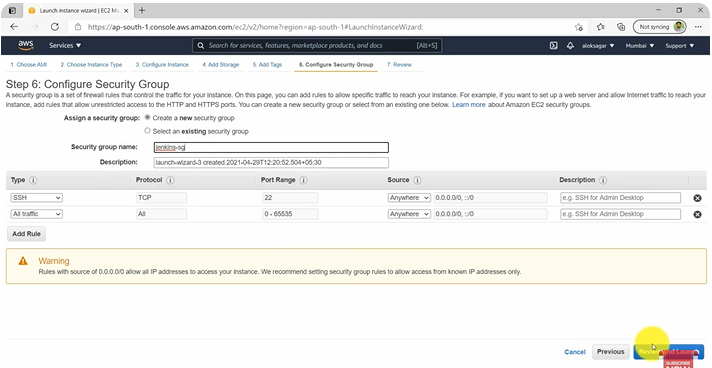 Launch instance wizard | EC2 M
https://ap-south-1.console.aws.amazon.com/ec2/v2/home?region=ap-south-1#LaunchInstanceWizard:
Not syncing
aws
Services
Search for services, features, marketplace products, and docs
[Alt+S]
aloksagar
Mumbai
Support
1. Choose AMI
2. Choose Instance Type
3. Configure Instance
4. Add Storage
5. Add Tags
6. Configure Security Group
7. Review
Step 6: Configure Security Group
A security group is a set of firewall rules that control the traffic for your instance. On this page, you can add rules to allow specific traffic to reach your instance. For example, if you want to set up a web server and allow Internet traffic to reach your
instance, add rules that allow unrestricted access to the HTTP and HTTPS ports. You can create a new security group or select from an existing one below. Learn more about Amazon EC2 security groups.
Assign a security group:
Create a new security group
Select an existing security group
Security group name:
jenkins-sg
Description:
launch-wizard-3 created 2021-04-29T12:20:52.504+05:30
Type
Protocol
Port Range
Source
Description
SSH
TCP
22
Anywhere
0.0.0.0/0, ::/0
e.g. SSH for Admin Desktop
All traffic
All
0 - 65535
Anywhere
0.0.0.0/0, ::/0
e.g. SSH for Admin Desktop
Add Rule
Warning
Rules with source of 0.0.0.0/0 allow all IP addresses to access your instance. We recommend setting security group rules to allow access from known IP addresses only.
Cancel
Previous
SUBSCRIBE